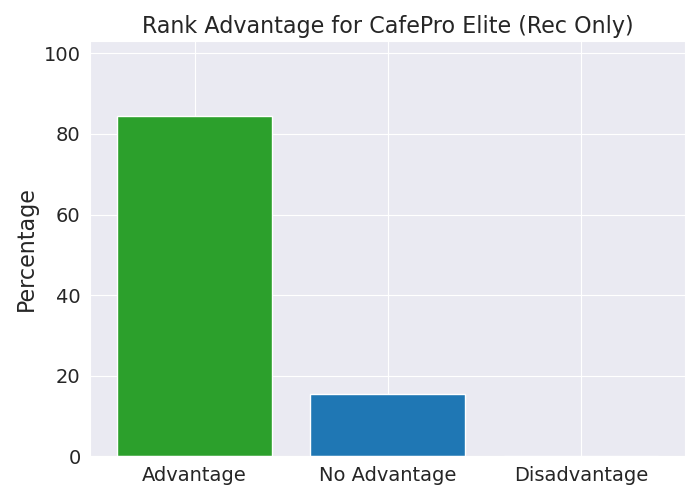 Rank Advantage for CafePro Elite (Rec Only)
100
80
60
40
20
0
Percentage
Advantage
No Advantage
Disadvantage